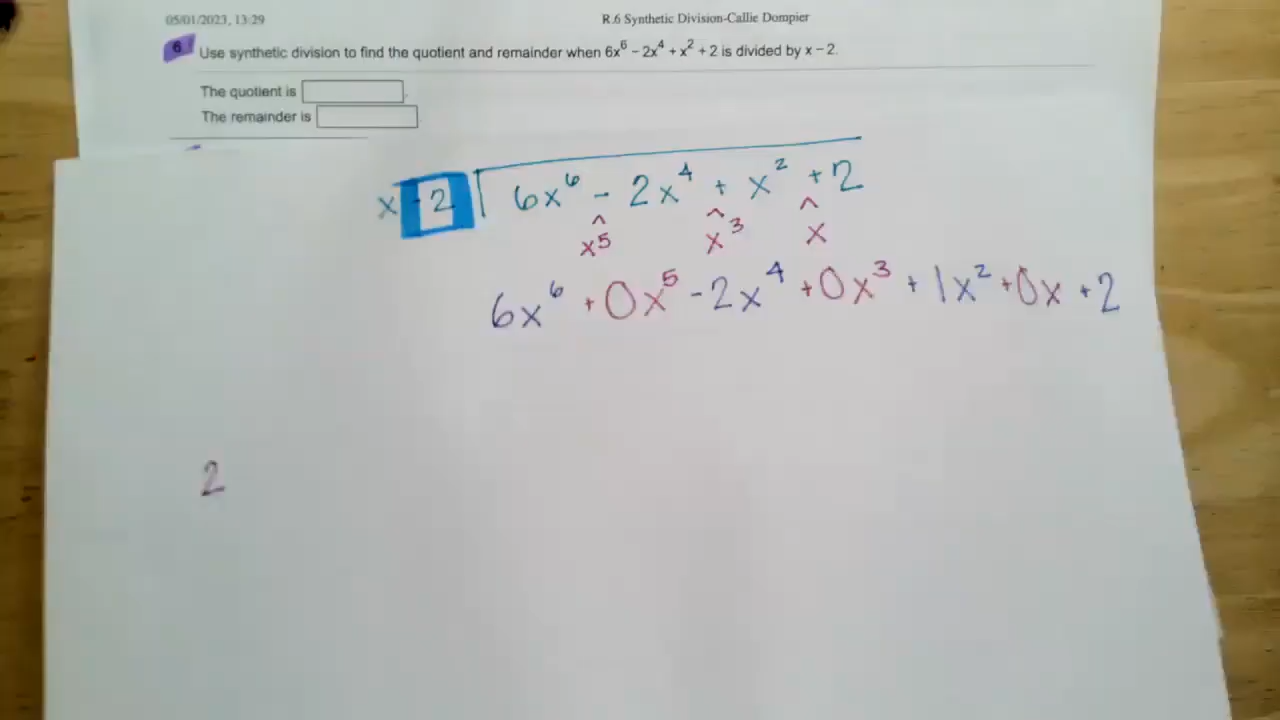 05/01/2023, 13:29 R.6 Synthetic Division-Callie Dompier
6. Use synthetic division to find the quotient and remainder when 6x⁶ − 2x⁴ + x² + 2 is divided by x − 2.
The quotient is .
The remainder is
x -2 6x⁶ - 2x⁴ + x² + 2
^ ^ ^
x⁵ x³ x
6x⁶ +0x⁵ -2x⁴ +0x³ + 1x² +0x +2
2